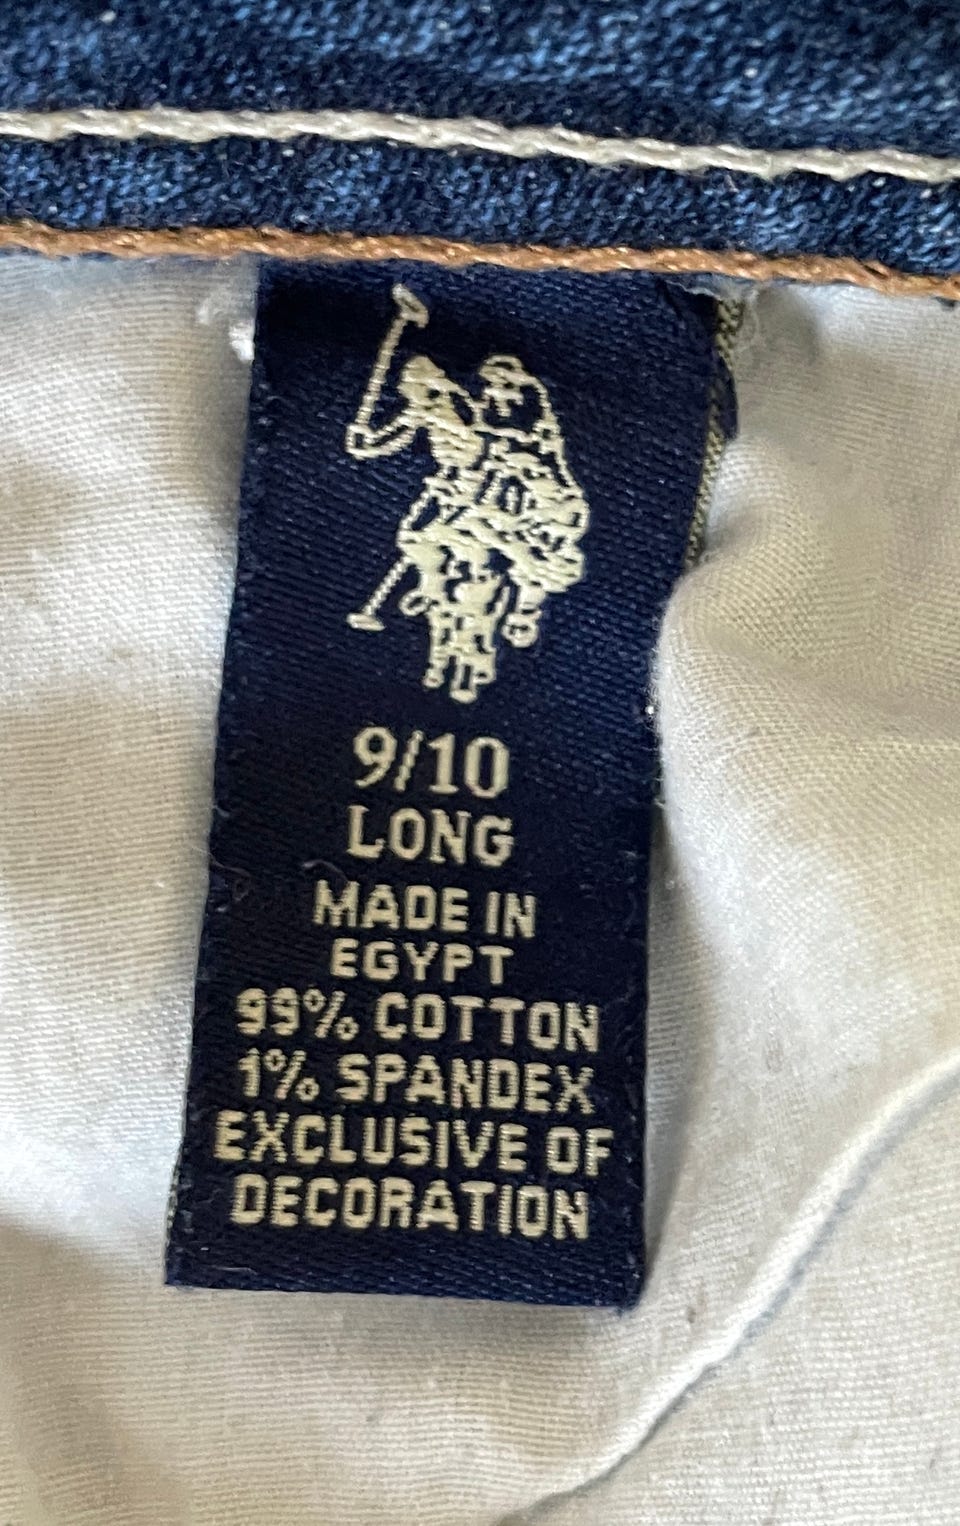 9/10
LONG
MADE IN
EGYPT
99% COTTON
1% SPANDEX
EXCLUSIVE OF
DECORATION